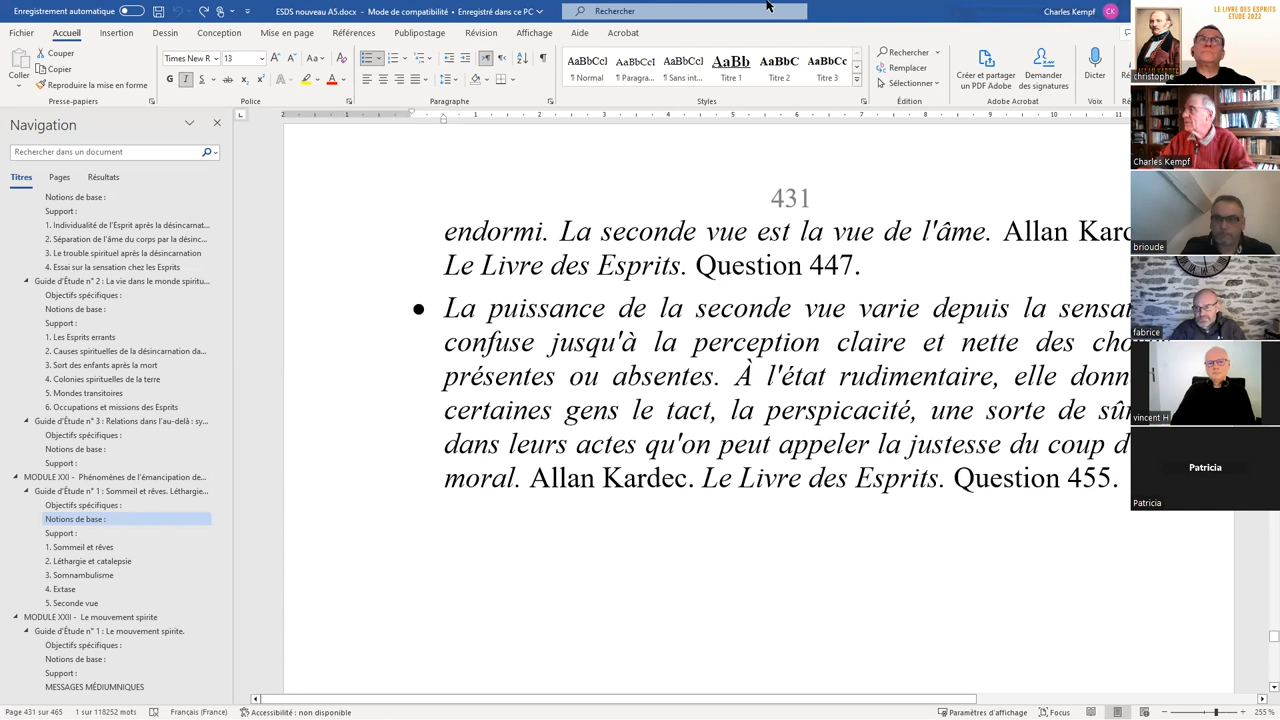 Enregistrement automatique
ESDS nouveau A5.docx - Mode de compatibilité • Enregistré dans ce PC
Rechercher
Charles Kempf
CK
Fichier
Accueil
Insertion
Dessin
Conception
Mise en page
Références
Publipostage
Révision
Affichage
Aide
Acrobat
Coller
Couper
Copier
Reproduire la mise en forme
Presse-papiers
Times New R
13
G I S
Police
Paragraphe
AaBbCcI
AaBbCcI
AaBbCcI
AaBb
AaBbC
AaBbCc
¶ Normal
¶ Paragra...
¶ Sans int...
Titre 1
Titre 2
Titre 3
Styles
Rechercher
Remplacer
Sélectionner
Édition
Créer et partager
un PDF Adobe
Demander
des signatures
Adobe Acrobat
Dicter
Voix
Navigation
Rechercher dans un document
Titres
Pages
Résultats
Notions de base :
Support :
1. Individualité de l'Esprit après la désincarnat...
2. Séparation de l'âme du corps par la désinc...
3. Le trouble spirituel après la désincarnation
4. Essai sur la sensation chez les Esprits
Guide d'Étude n° 2 : La vie dans le monde spiritu...
Objectifs spécifiques :
Notions de base :
Support :
1. Les Esprits errants
2. Causes spirituelles de la désincarnation da...
3. Sort des enfants après la mort
4. Colonies spirituelles de la terre
5. Mondes transitoires
6. Occupations et missions des Esprits
Guide d'Étude n° 3 : Relations dans l'au-delà : sy...
Objectifs spécifiques :
Notions de base :
Support :
MODULE XXI - Phénomènes de l'émancipation de...
Guide d'Étude n° 1 : Sommeil et rêves. Léthargie...
Objectifs spécifiques :
Notions de base :
Support :
1. Sommeil et rêves
2. Léthargie et catalepsie
3. Somnambulisme
4. Extase
5. Seconde vue
MODULE XXII - Le mouvement spirite
Guide d'Étude n° 1 : Le mouvement spirite.
Objectifs spécifiques :
Notions de base :
Support :
MESSAGES MÉDIUMNIQUES
431
endormi. La seconde vue est la vue de l'âme. Allan Kard
Le Livre des Esprits. Question 447.
● La puissance de la seconde vue varie depuis la sensat
confuse jusqu'à la perception claire et nette des cho
présentes ou absentes. À l'état rudimentaire, elle donn
certaines gens le tact, la perspicacité, une sorte de sûr
dans leurs actes qu'on peut appeler la justesse du coup d
moral. Allan Kardec. Le Livre des Esprits. Question 455.
LE LIVRE DES ESPRITS
ETUDE 2022
christophe
Charles Kempf
brioude
fabrice
vincent H
Patricia
Patricia
Page 431 sur 465
1 sur 118252 mots
Français (France)
Accessibilité : non disponible
Paramètres d'affichage
Focus
255 %